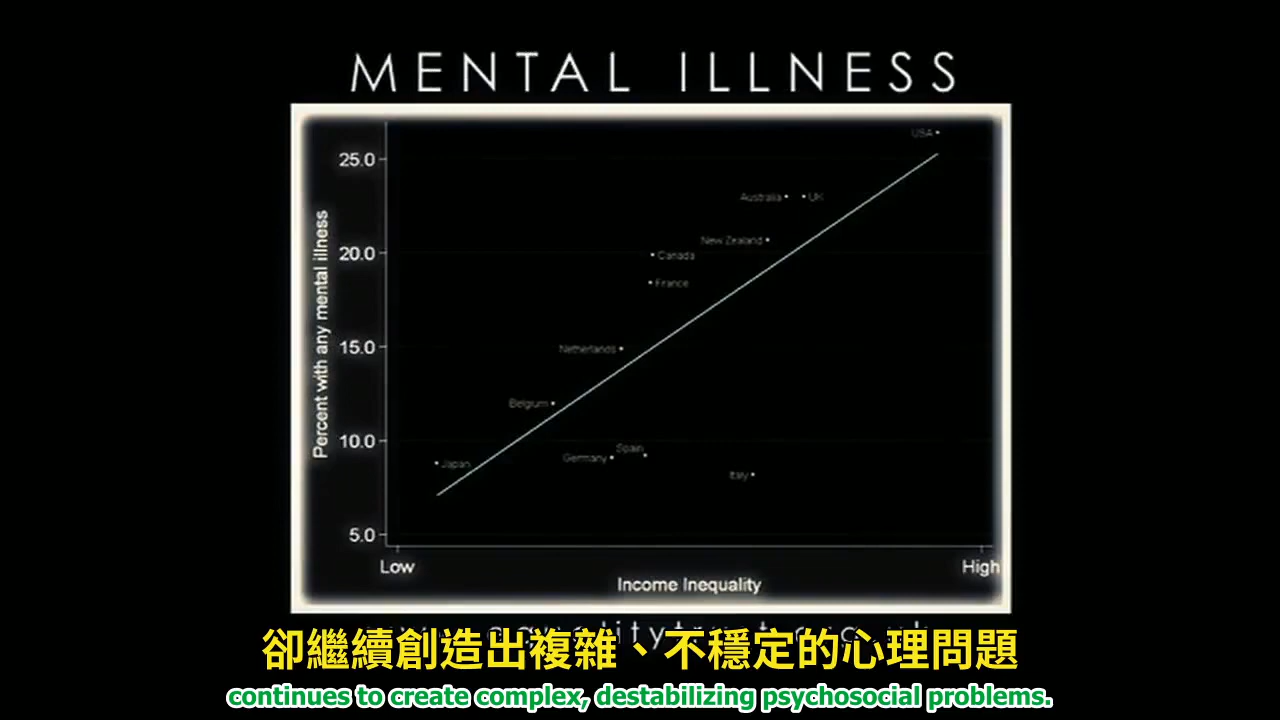 MENTAL ILLNESS
USA
25.0
Australia
UK
New Zealand
20.0
Canada
France
Percent with any mental illness
15.0
Netherlands
Belgium
10.0
Japan
Germany
Spain
Italy
5.0
Low
High
Income Inequality
卻繼續創造出複雜、不穩定的心理問題
continues to create complex, destabilizing psychosocial problems.